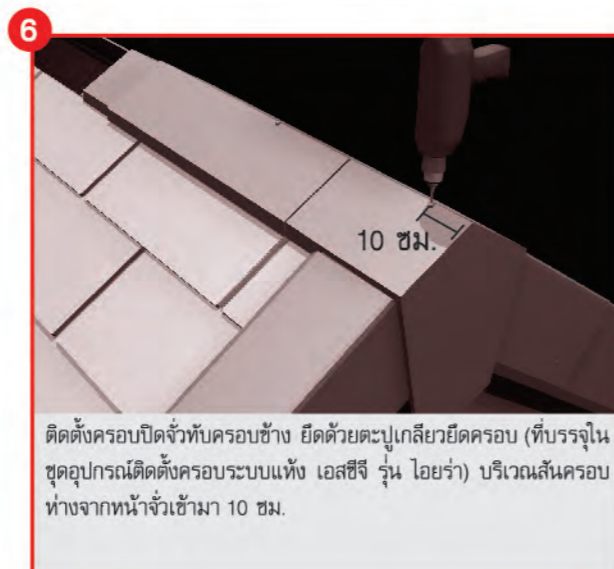 6
10 ซม.
ติดตั้งครอบปิดจั่วทับครอบข้าง ยึดด้วยตะปูเกลียวยึดครอบ (ที่บรรจุใน
ชุดอุปกรณ์ติดตั้งครอบระบบแห้ง เอสซีจี รุ่น ไอยร่า) บริเวณสันครอบ
ห่างจากหน้าจั่วเข้ามา 10 ซม.